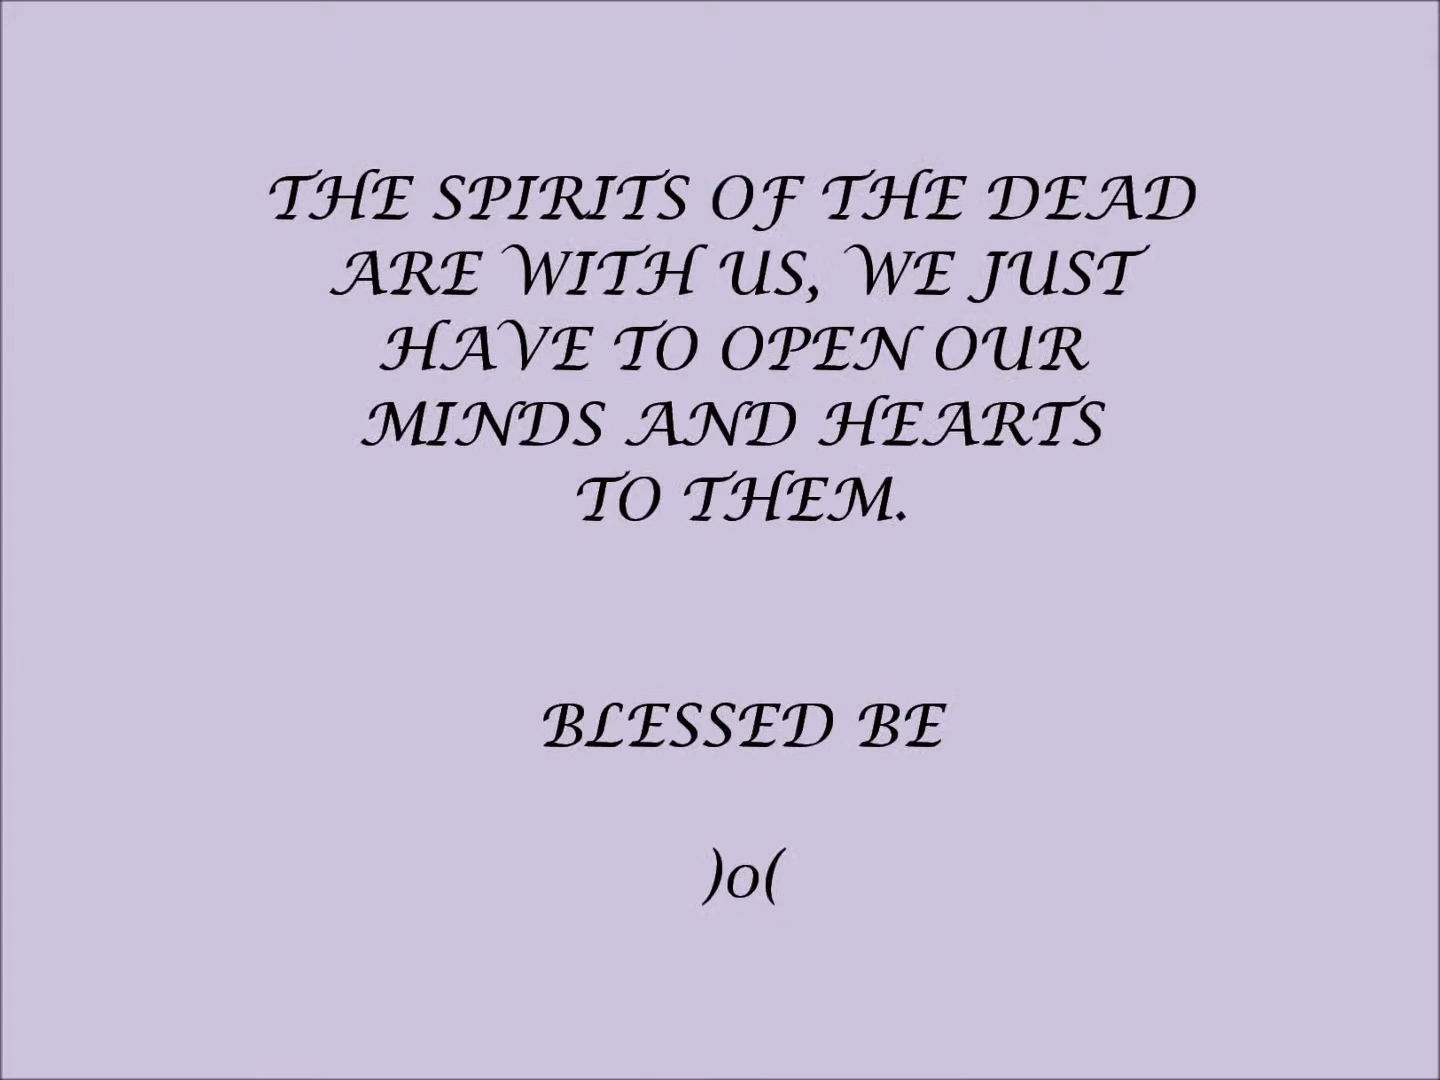 THE SPIRITS OF THE DEAD
ARE WITH US, WE JUST
HAVE TO OPEN OUR
MINDS AND HEARTS
TO THEM.
BLESSED BE
)o(